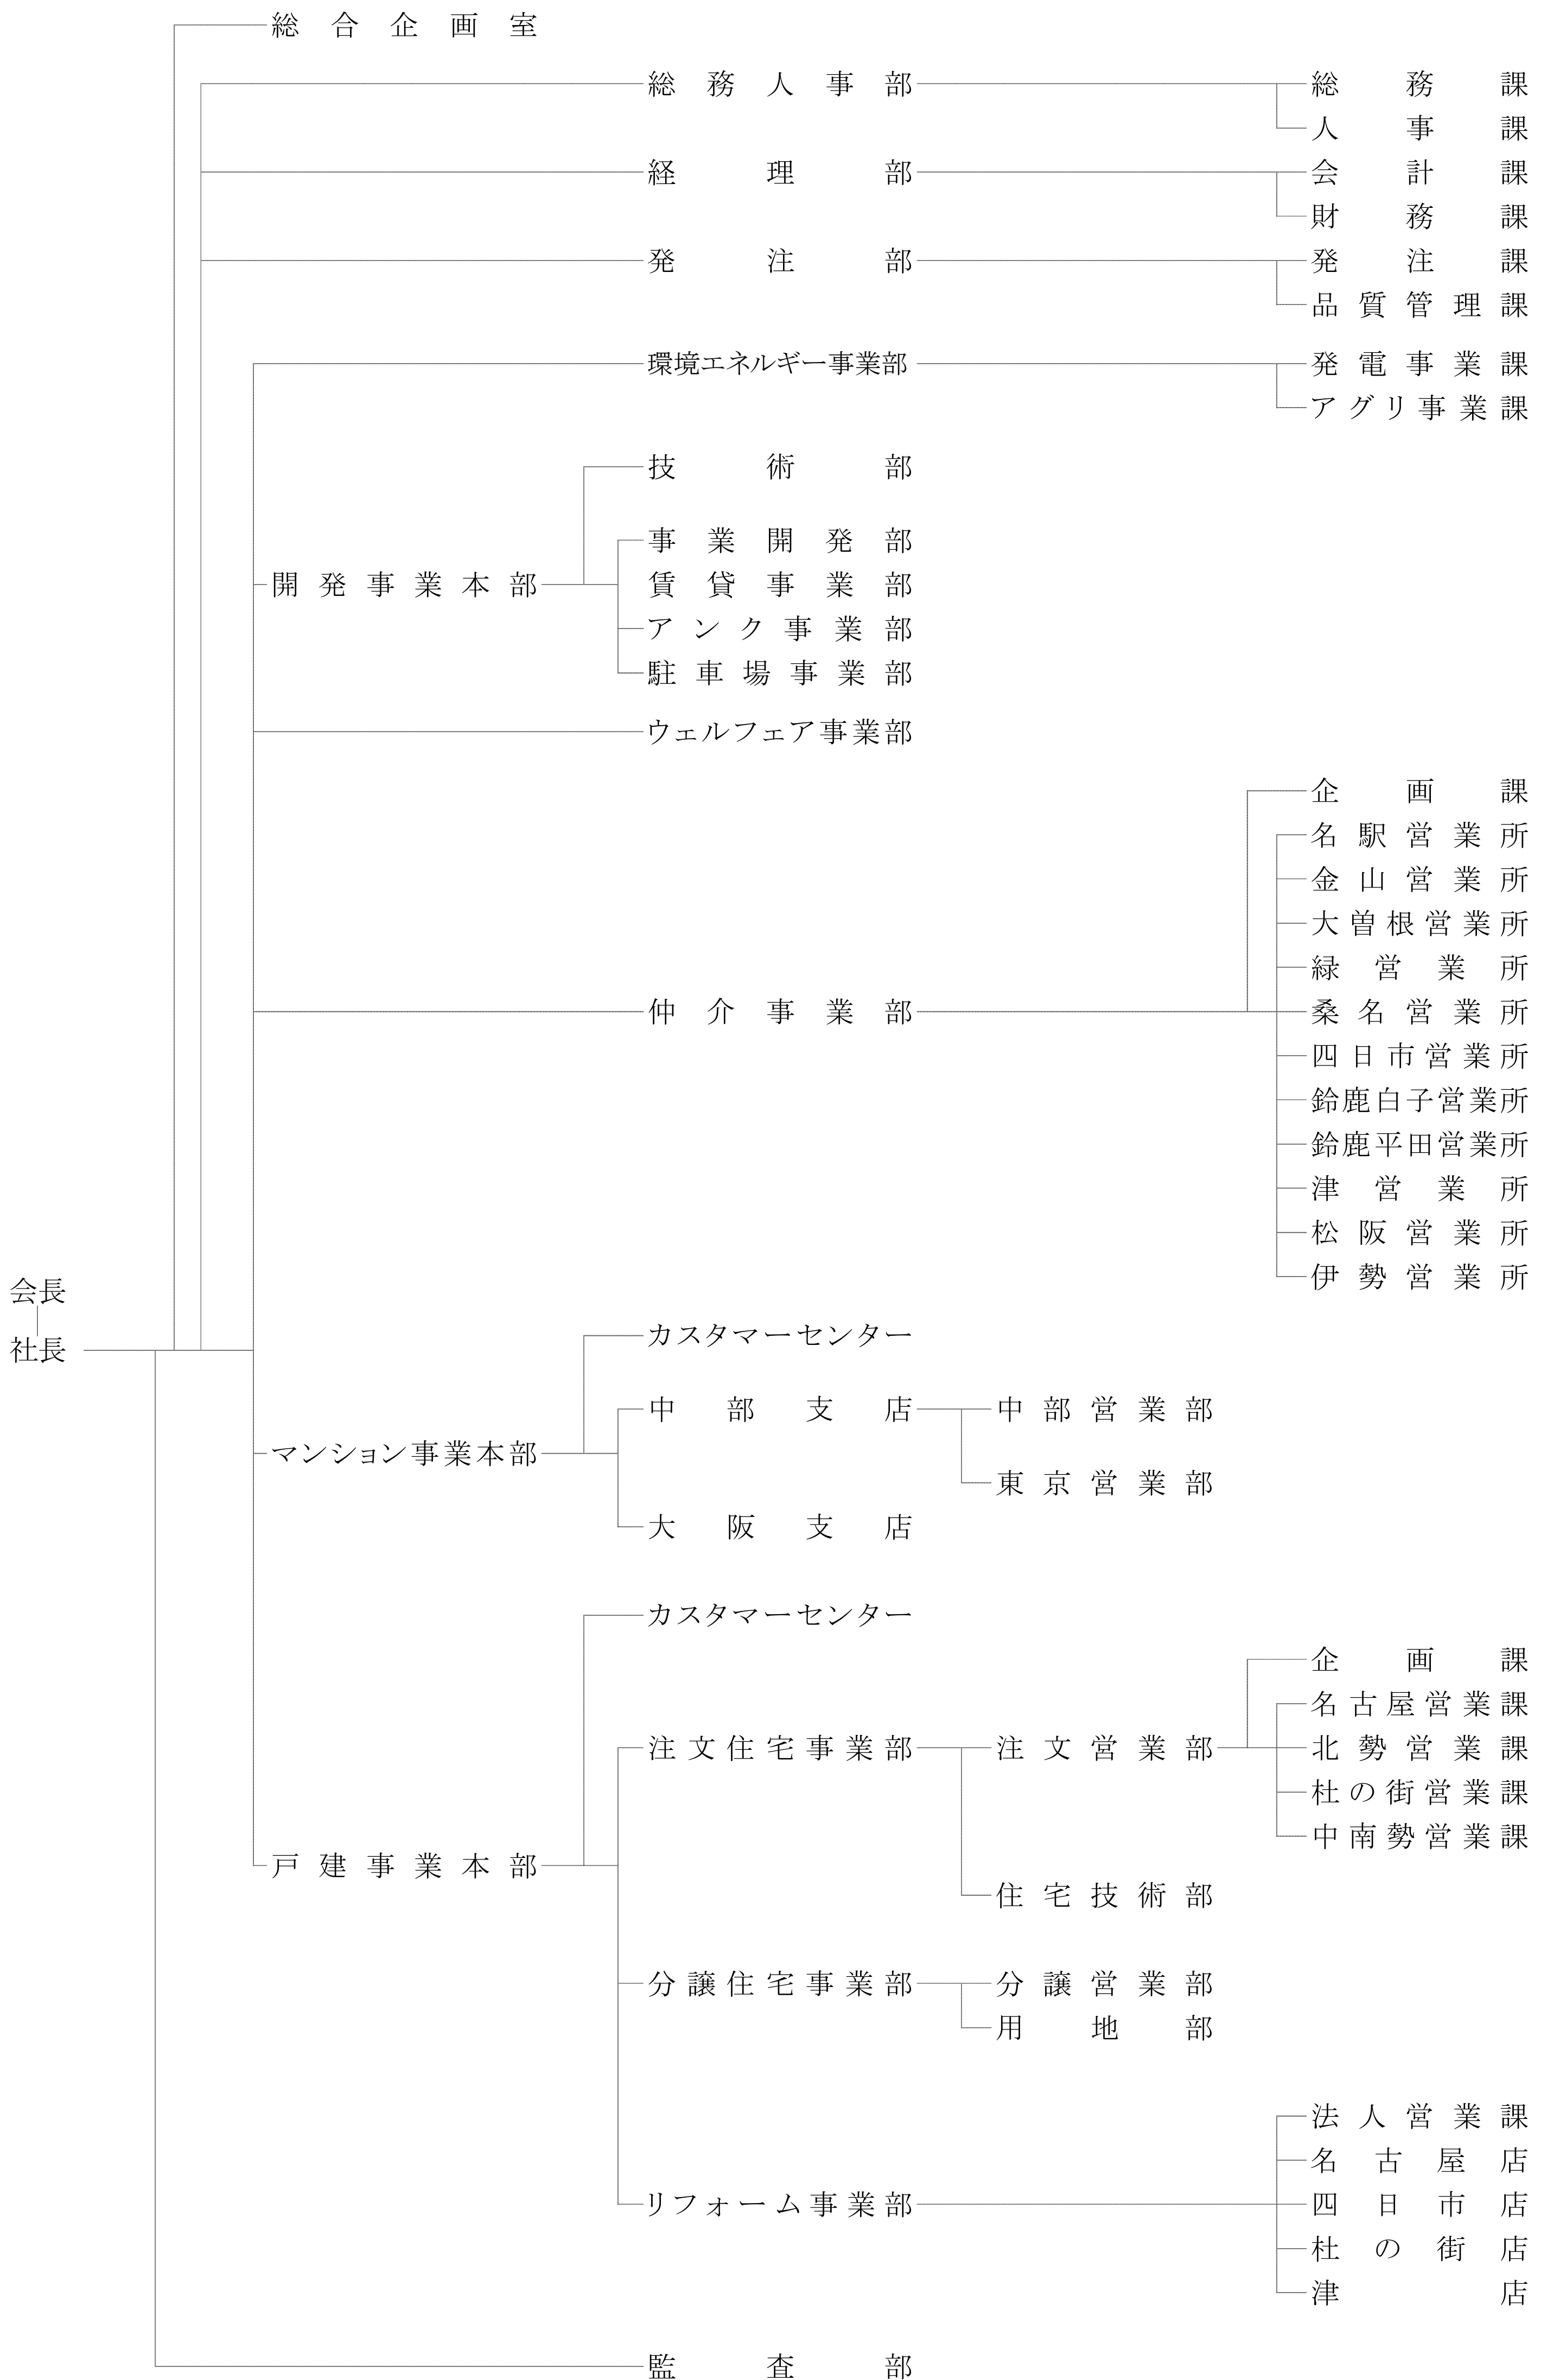 総合企画室
総務人事部 総務課
人事課
経理部 会計課
財務課
発注部 発注課
品質管理課
環境エネルギー事業部 発電事業課
アグリ事業課
技術部
事業開発部
開発事業本部 賃貸事業部
アンク事業部
駐車場事業部
ウェルフェア事業部
企画課
名駅営業所
金山営業所
大曽根営業所
緑営業所
仲介事業部 桑名営業所
四日市営業所
鈴鹿白子営業所
鈴鹿平田営業所
津営業所
松阪営業所
伊勢営業所
会長
カスタマーセンター
社長
中部支店 中部営業部
マンション事業本部
東京営業部
大阪支店
カスタマーセンター
企画課
名古屋営業課
注文住宅事業部 注文営業部 北勢営業課
杜の街営業課
中南勢営業課
戸建事業本部
住宅技術部
分譲住宅事業部 分譲営業部
用地部
法人営業課
名古屋店
リフォーム事業部 四日市店
杜の街店
津店
監査部